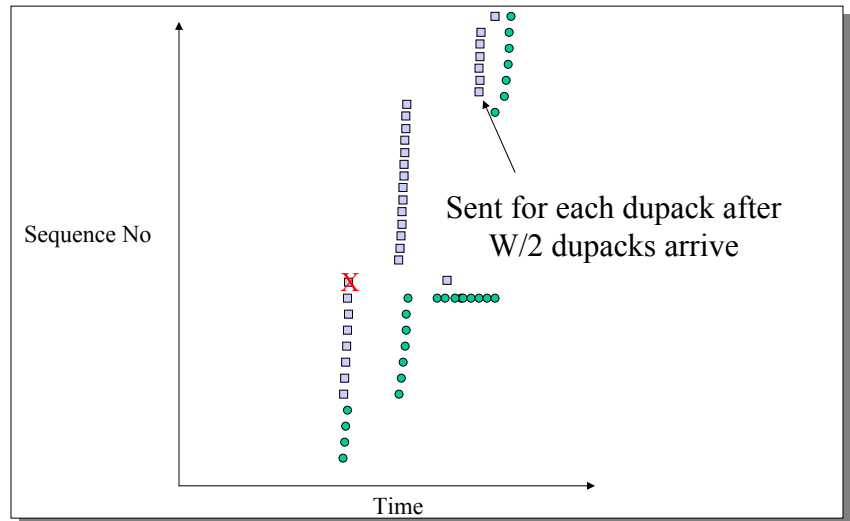 Sent for each dupack after
W/2 dupacks arrive
Sequence No
X
Time